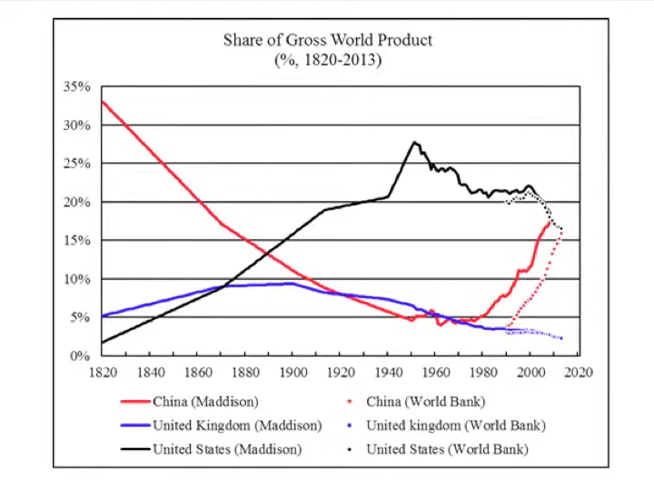 Share of Gross World Product
(%, 1820-2013)
35%
30%
25%
20%
15%
10%
5%
0%
1820 1840 1860 1880 1900 1920 1940 1960 1980 2000 2020
China (Maddison) China (World Bank)
United Kingdom (Maddison) United kingdom (World Bank)
United States (Maddison) United States (World Bank)